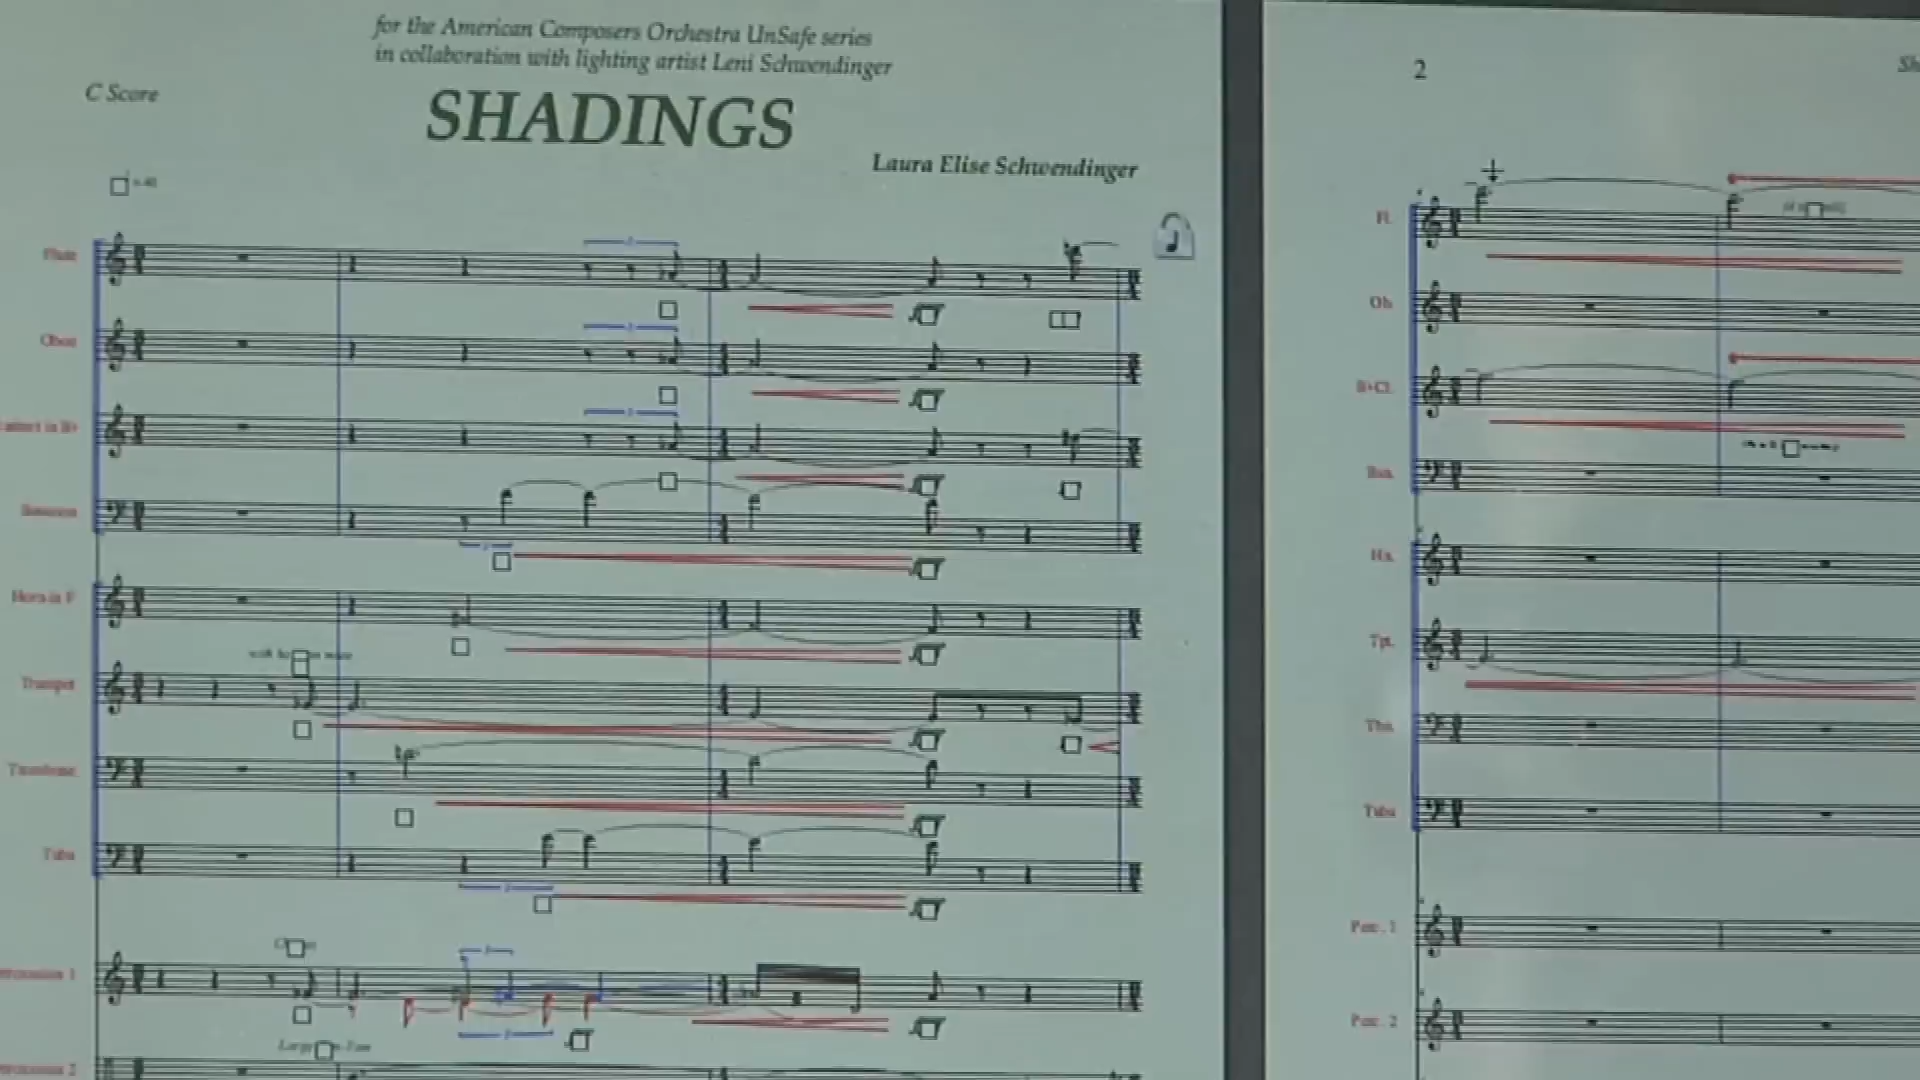 for the American Composers Orchestra UnSafe series
in collaboration with lighting artist Leni Schwendinger
C Score
SHADINGS
Laura Elise Schwendinger
Flute
Oboe
Bassoon
Horn in F
Trumpet
Trombone
Tuba
2
Fl.
Ob.
Bsn.
Hn.
Tpt.
Tbn.
Tuba
Perc. 1
Perc. 2